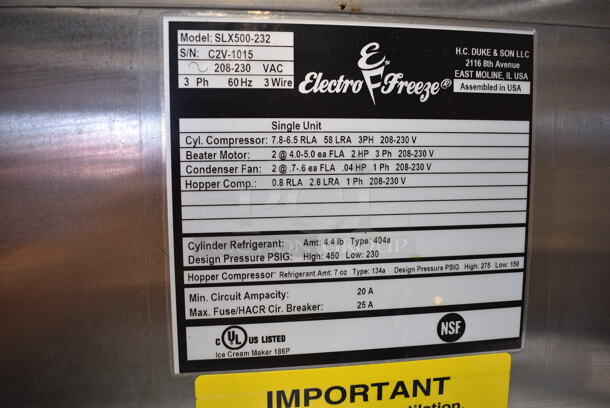 Model: SLX500-232
S/N: C2V-1015
208-230 VAC
3 Ph 60 Hz 3 Wire
Electro Freeze®
H.C. DUKE & SON LLC
2116 8th Avenue
EAST MOLINE, IL USA
Assembled in USA
Single Unit
Cyl. Compressor: 7.8-6.5 RLA 58 LRA 3PH 208-230 V
Beater Motor: 2 @ 4.0-5.0 ea FLA 2 HP 3 Ph 208-230 V
Condenser Fan: 2 @ .7-.6 ea FLA .04 HP 1 Ph 208-230 V
Hopper Comp.: 0.8 RLA 2.8 LRA 1 Ph 208-230 V
Cylinder Refrigerant: Amt: 4.4 lb Type: 404a
Design Pressure PSIG: High: 450 Low: 230
Hopper Compressor Refrigerant Amt: 7 oz Type: 134a Design Pressure PSIG High: 275 Low: 150
Min. Circuit Ampacity: 20 A
Max. Fuse/HACR Cir. Breaker: 25 A
c UL US LISTED
Ice Cream Maker 186P
NSF
IMPORTANT